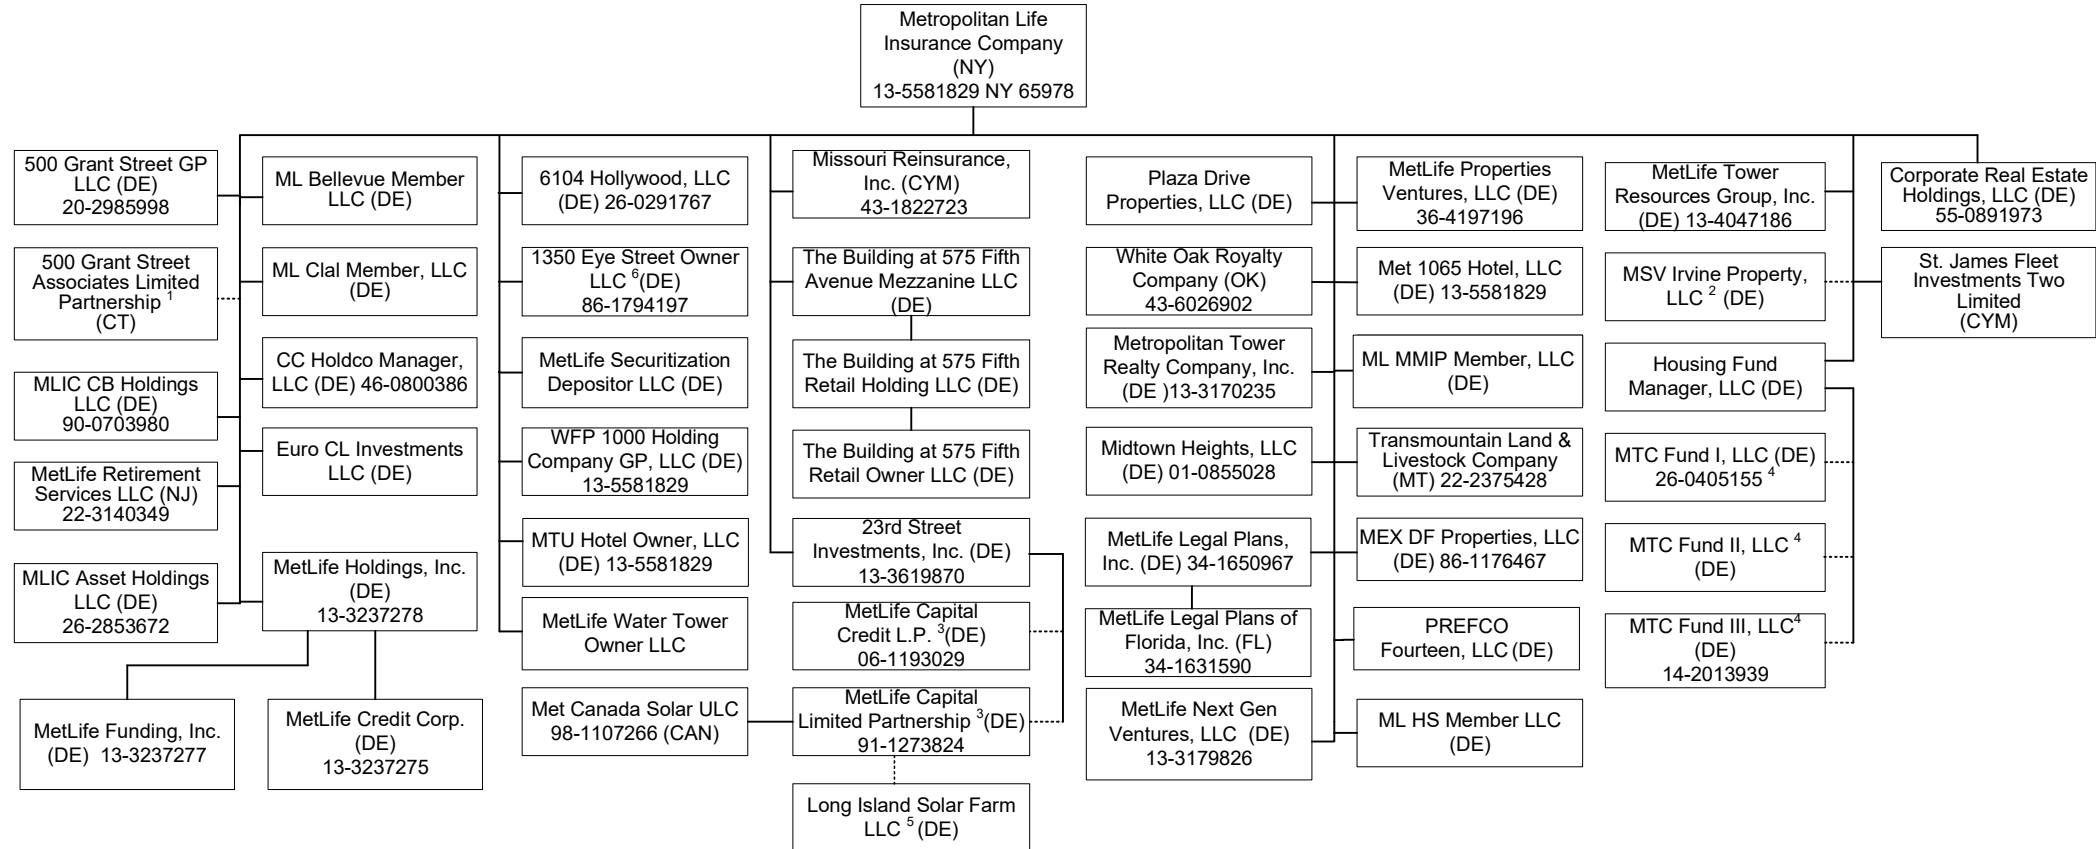 Metropolitan Life
Insurance Company
(NY)
13-5581829 NY 65978
500 Grant Street GP
LLC (DE)
20-2985998
500 Grant Street
Associates Limited
Partnership 1
(CT)
MLIC CB Holdings
LLC (DE)
90-0703980
MetLife Retirement
Services LLC (NJ)
22-3140349
MLIC Asset Holdings
LLC (DE)
26-2853672
MetLife Funding, Inc.
(DE) 13-3237277
ML Bellevue Member
LLC (DE)
ML Clal Member, LLC
(DE)
CC Holdco Manager,
LLC (DE) 46-0800386
Euro CL Investments
LLC (DE)
MetLife Holdings, Inc.
(DE)
13-3237278
MetLife Credit Corp.
(DE)
13-3237275
6104 Hollywood, LLC
(DE) 26-0291767
1350 Eye Street Owner
LLC 6 (DE)
86-1794197
MetLife Securitization
Depositor LLC (DE)
WFP 1000 Holding
Company GP, LLC (DE)
13-5581829
MTU Hotel Owner, LLC
(DE) 13-5581829
MetLife Water Tower
Owner LLC
Met Canada Solar ULC
98-1107266 (CAN)
Missouri Reinsurance,
Inc. (CYM)
43-1822723
The Building at 575 Fifth
Avenue Mezzanine LLC
(DE)
The Building at 575 Fifth
Retail Holding LLC (DE)
The Building at 575 Fifth
Retail Owner LLC (DE)
23rd Street
Investments, Inc. (DE)
13-3619870
MetLife Capital
Credit L.P. 3 (DE)
06-1193029
MetLife Capital
Limited Partnership 3 (DE)
91-1273824
Long Island Solar Farm
LLC 5 (DE)
Plaza Drive
Properties, LLC (DE)
White Oak Royalty
Company (OK)
43-6026902
Metropolitan Tower
Realty Company, Inc.
(DE )13-3170235
Midtown Heights, LLC
(DE) 01-0855028
MetLife Legal Plans,
Inc. (DE) 34-1650967
MetLife Legal Plans of
Florida, Inc. (FL)
34-1631590
MetLife Next Gen
Ventures, LLC (DE)
13-3179826
MetLife Properties
Ventures, LLC (DE)
36-4197196
Met 1065 Hotel, LLC
(DE) 13-5581829
ML MMIP Member, LLC
(DE)
Transmountain Land &
Livestock Company
(MT) 22-2375428
MEX DF Properties, LLC
(DE) 86-1176467
PREFCO
Fourteen, LLC (DE)
ML HS Member LLC
(DE)
MetLife Tower
Resources Group, Inc.
(DE) 13-4047186
MSV Irvine Property,
LLC 2 (DE)
Housing Fund
Manager, LLC (DE)
MTC Fund I, LLC (DE)
26-0405155 4
MTC Fund II, LLC 4
(DE)
MTC Fund III, LLC4
(DE)
14-2013939
Corporate Real Estate
Holdings, LLC (DE)
55-0891973
St. James Fleet
Investments Two
Limited
(CYM)